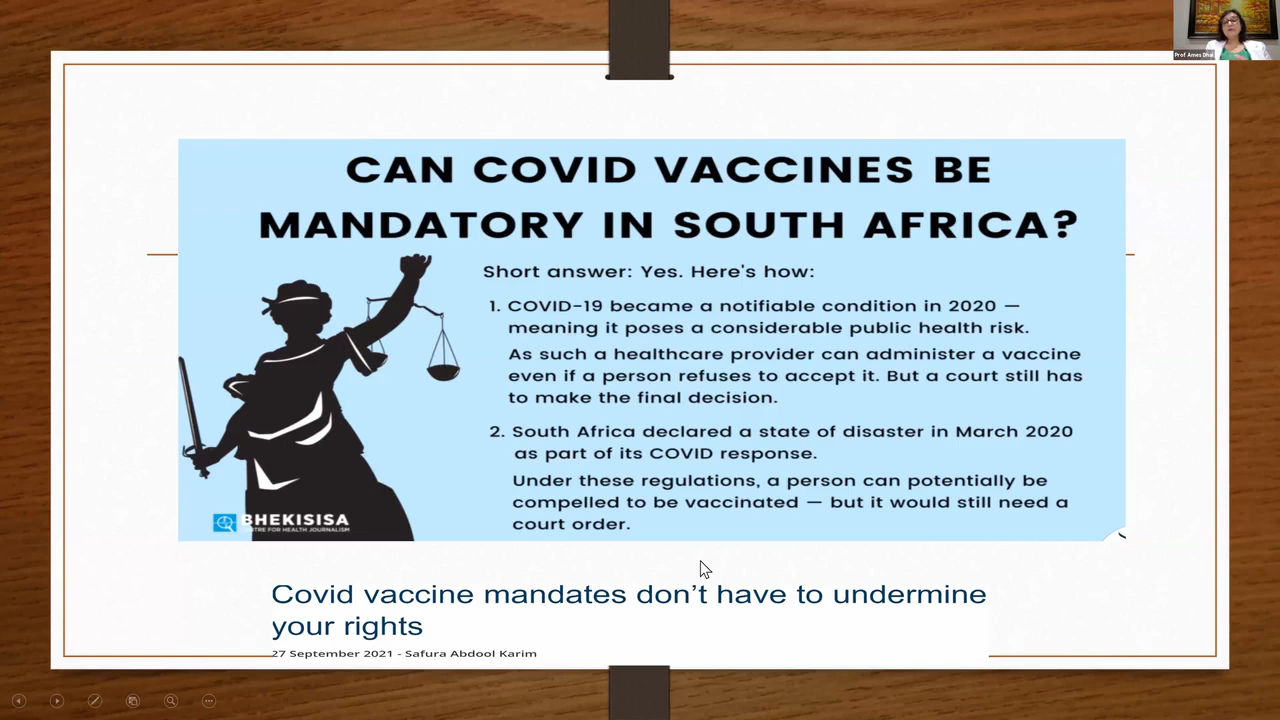 Prof Ames Dhai
CAN COVID VACCINES BE
MANDATORY IN SOUTH AFRICA?
Short answer: Yes. Here's how:
1. COVID-19 became a notifiable condition in 2020 —
meaning it poses a considerable public health risk.
As such a healthcare provider can administer a vaccine
even if a person refuses to accept it. But a court still has
to make the final decision.
2. South Africa declared a state of disaster in March 2020
as part of its COVID response.
Under these regulations, a person can potentially be
compelled to be vaccinated — but it would still need a
court order.
BHEKISISA
CENTRE FOR HEALTH JOURNALISM
Covid vaccine mandates don’t have to undermine
your rights
27 September 2021 - Safura Abdool Karim